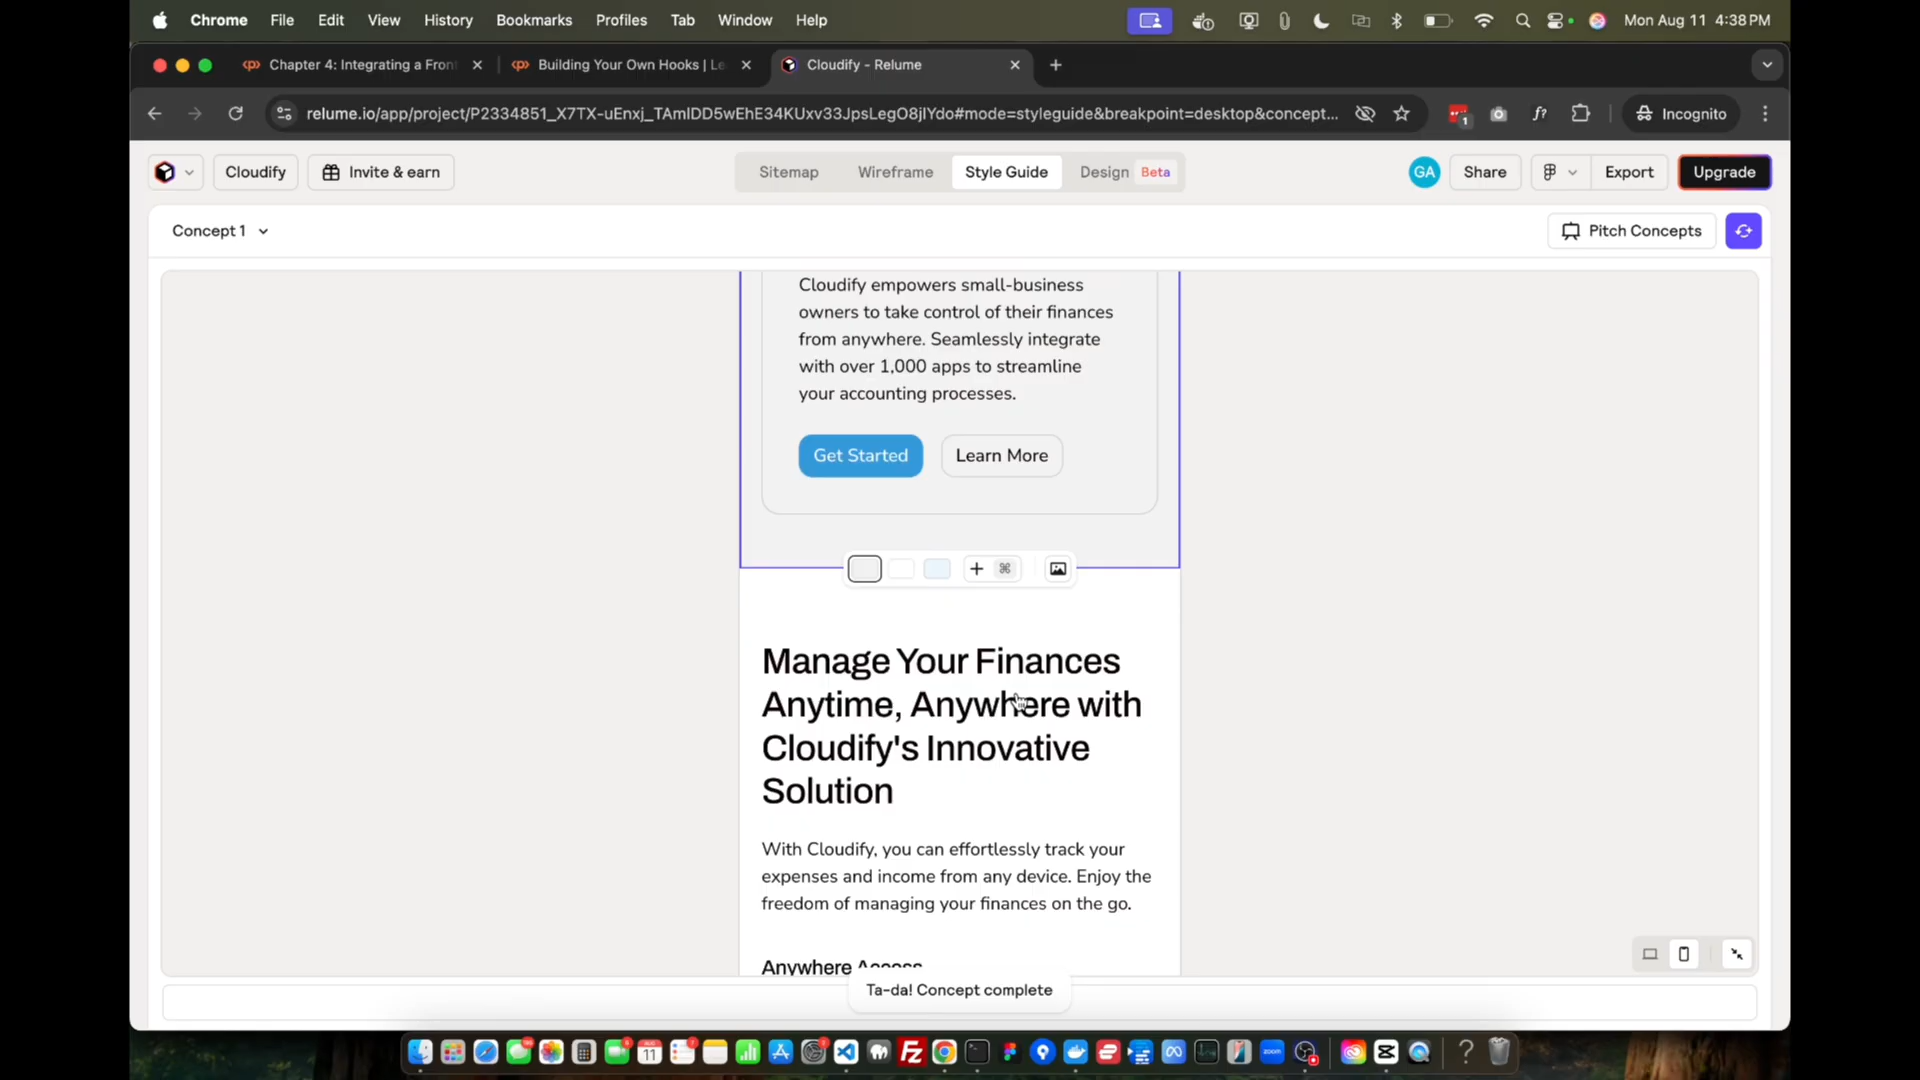 Chrome File Edit View History Bookmarks Profiles Tab Window Help Mon Aug 11 4:38 PM
Chapter 4: Integrating a Fron
Building Your Own Hooks | Le
Cloudify - Relume
relume.io/app/project/P2334851_X7TX-uEnxj_TAmIDD5wEhE34KUxv33JpsLegO8jlYdo#mode=styleguide&breakpoint=desktop&concept...
Incognito
Cloudify
Invite & earn
Sitemap Wireframe Style Guide Design Beta
GA Share Export Upgrade
Concept 1
Pitch Concepts
Cloudify empowers small-business
owners to take control of their finances
from anywhere. Seamlessly integrate
with over 1,000 apps to streamline
your accounting processes.
Get Started Learn More
Manage Your Finances
Anytime, Anywhere with
Cloudify's Innovative
Solution
With Cloudify, you can effortlessly track your
expenses and income from any device. Enjoy the
freedom of managing your finances on the go.
Anywhere Access
Ta-da! Concept complete